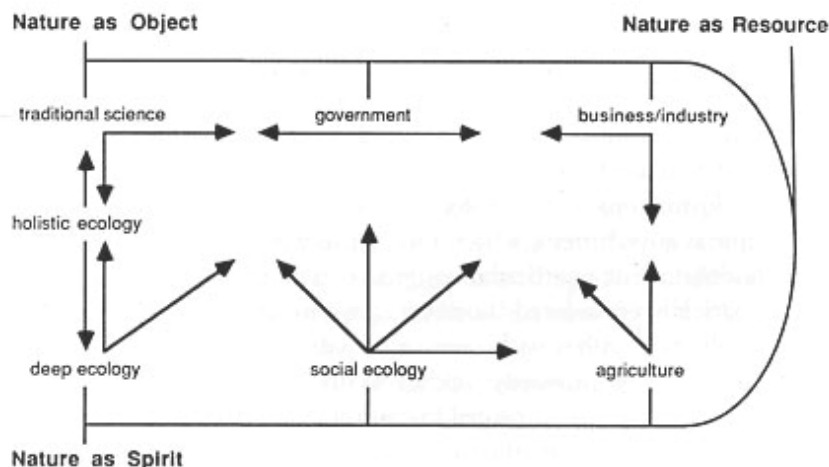 Nature as Object
Nature as Resource
traditional science
government
business/industry
holistic ecology
deep ecology
social ecology
agriculture
Nature as Spirit